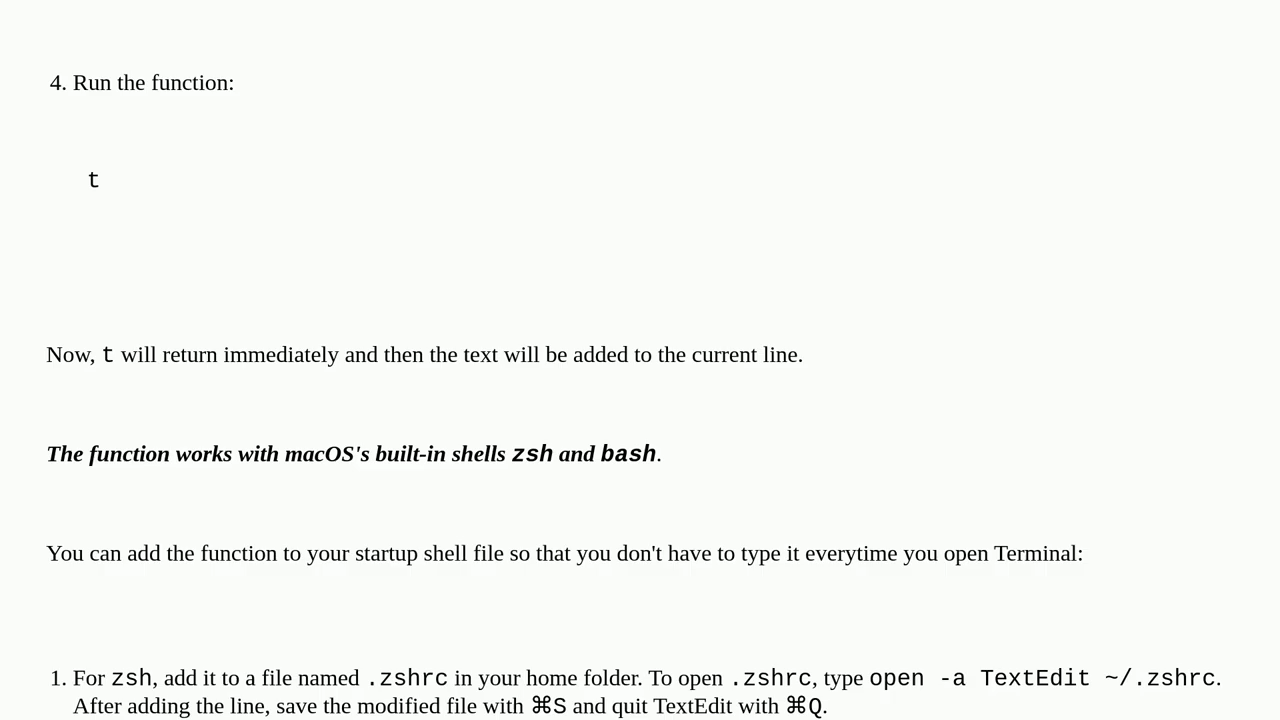 4. Run the function:
t
Now, t will return immediately and then the text will be added to the current line.
The function works with macOS's built-in shells zsh and bash.
You can add the function to your startup shell file so that you don't have to type it everytime you open Terminal:
1. For zsh, add it to a file named .zshrc in your home folder. To open .zshrc, type open -a TextEdit ~/.zshrc.
After adding the line, save the modified file with ⌘S and quit TextEdit with ⌘Q.